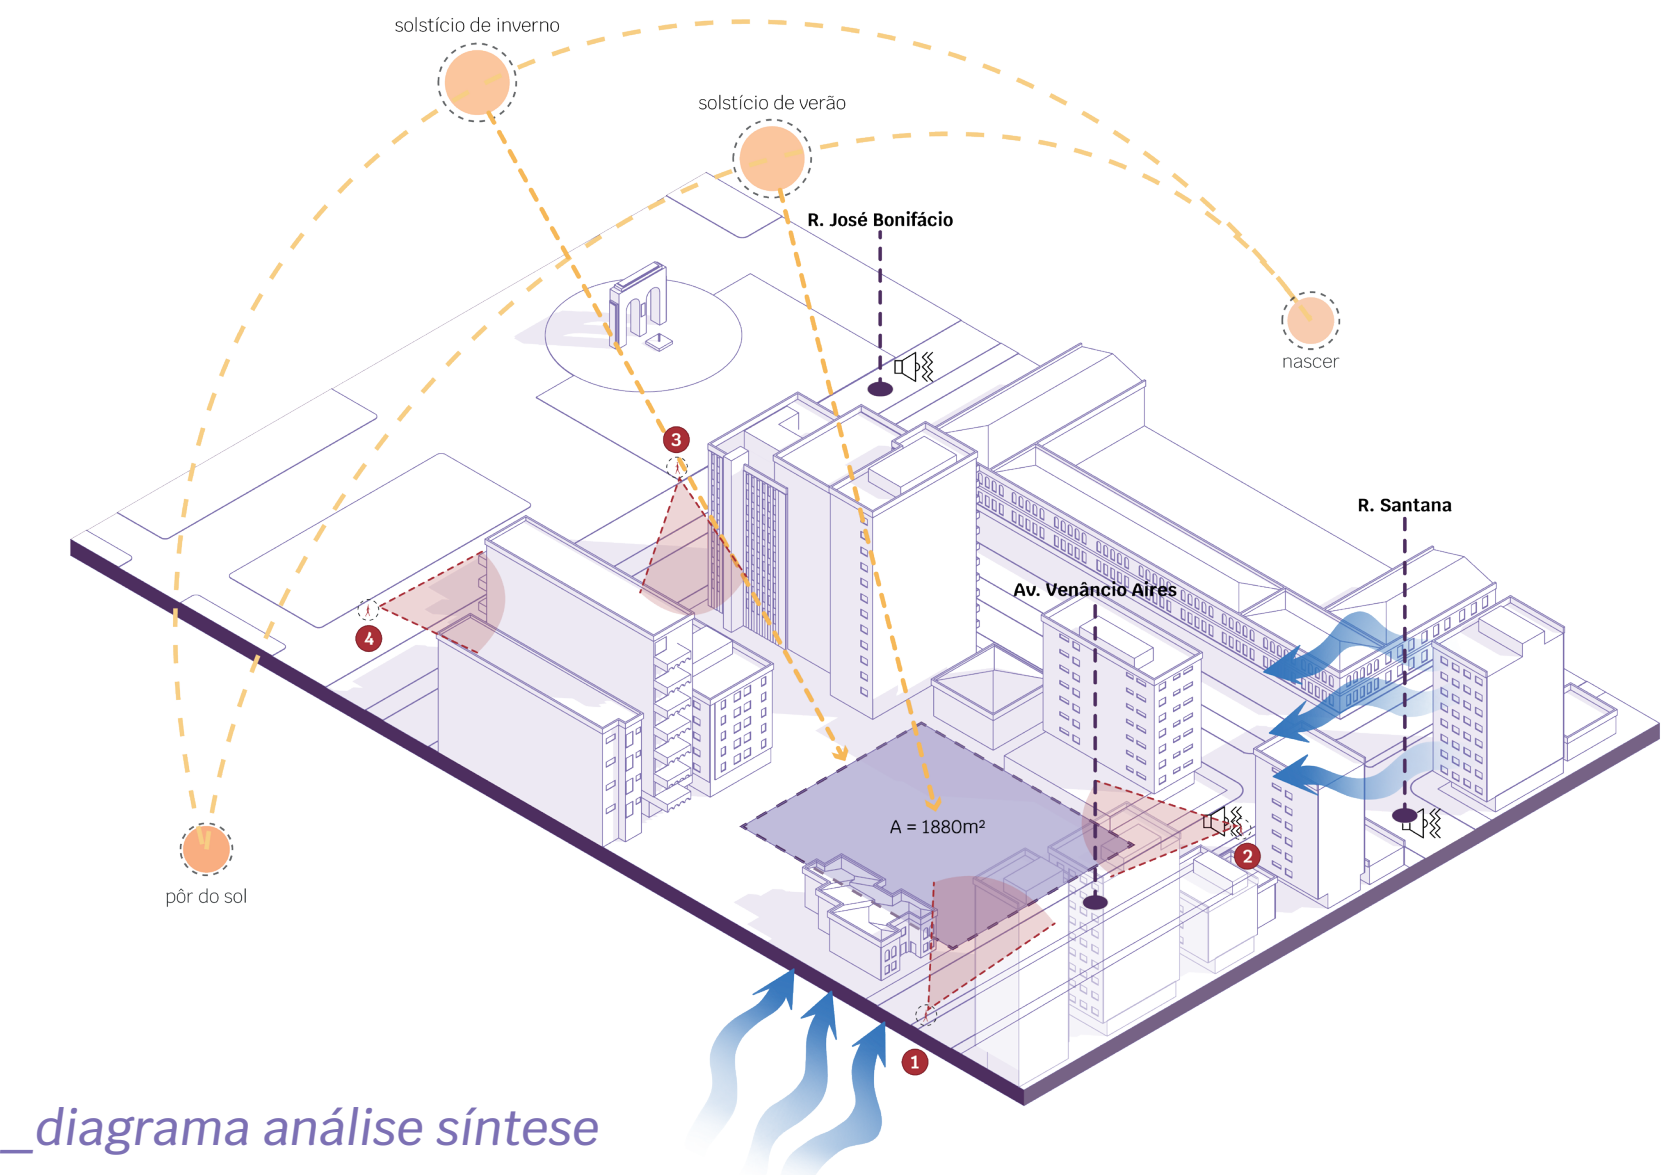 solstício de inverno
solstício de verão
R. José Bonifácio
nascer
3
R. Santana
Av. Venâncio Aires
4
A = 1880m²
2
pôr do sol
1
_diagrama análise síntese